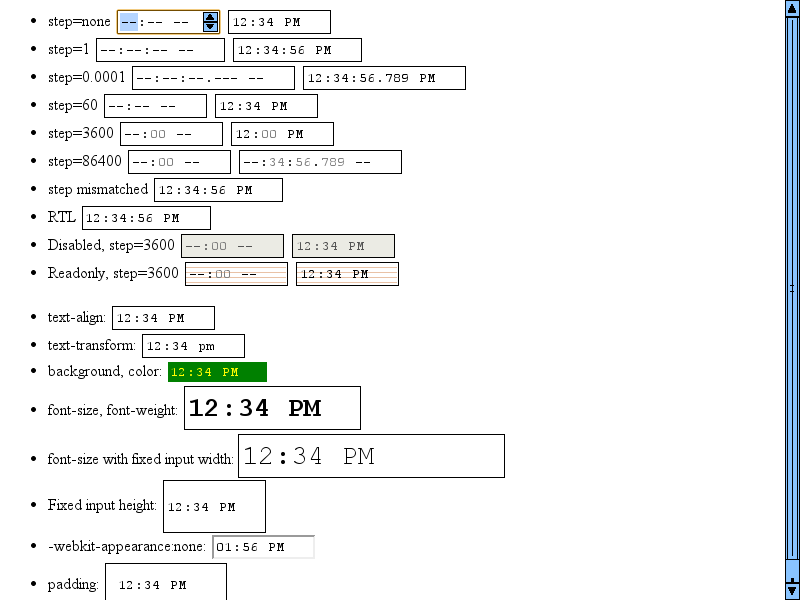 step=none --:-- -- 12:34 PM
step=1 --:--:-- -- 12:34:56 PM
step=0.0001 --:--:--.--- -- 12:34:56.789 PM
step=60 --:-- -- 12:34 PM
step=3600 --:00 -- 12:00 PM
step=86400 --:00 -- --:34:56.789 --
step mismatched 12:34:56 PM
RTL 12:34:56 PM
Disabled, step=3600 --:00 -- 12:34 PM
Readonly, step=3600 --:00 -- 12:34 PM
text-align: 12:34 PM
text-transform: 12:34 pm
background, color: 12:34 PM
font-size, font-weight: 12:34 PM
font-size with fixed input width: 12:34 PM
Fixed input height: 12:34 PM
-webkit-appearance:none: 01:56 PM
padding: 12:34 PM